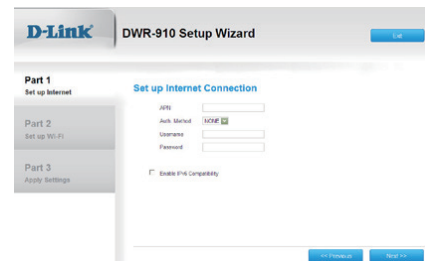 D-Link
DWR-910 Setup Wizard
Exit
Part 1
Set up Internet
Part 2
Set up Wi-Fi
Part 3
Apply Settings
Set up Internet Connection
APN
Auth. Method
NONE
Username
Password
Enable IPv6 Compatibility
<< Previous
Next >>